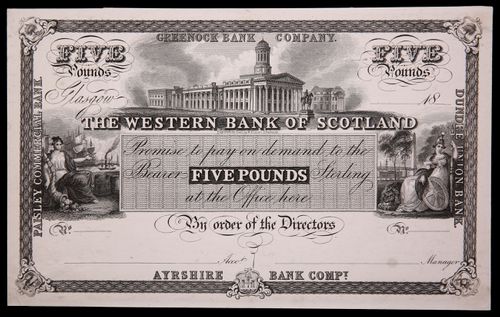 GREENOCK BANK COMPANY.
FIVE FIVE
Pounds Pounds
Glasgow 18
THE WESTERN BANK OF SCOTLAND
Promise to pay on demand to the
Bearer FIVE POUNDS Sterling
at the Office here.
By order of the Directors
PAISLEY COMMERCIAL BANK.
DUNDEE UNION BANK.
No No
Acct. Manager
AYRSHIRE BANK COMPY.